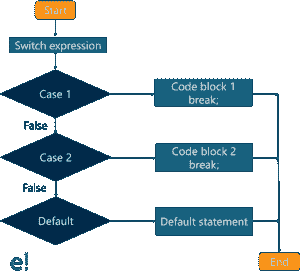 Start
Switch expression
Case 1
Code block 1
break;
False
Case 2
Code block 2
break;
False
Default
Default statement
e!
End